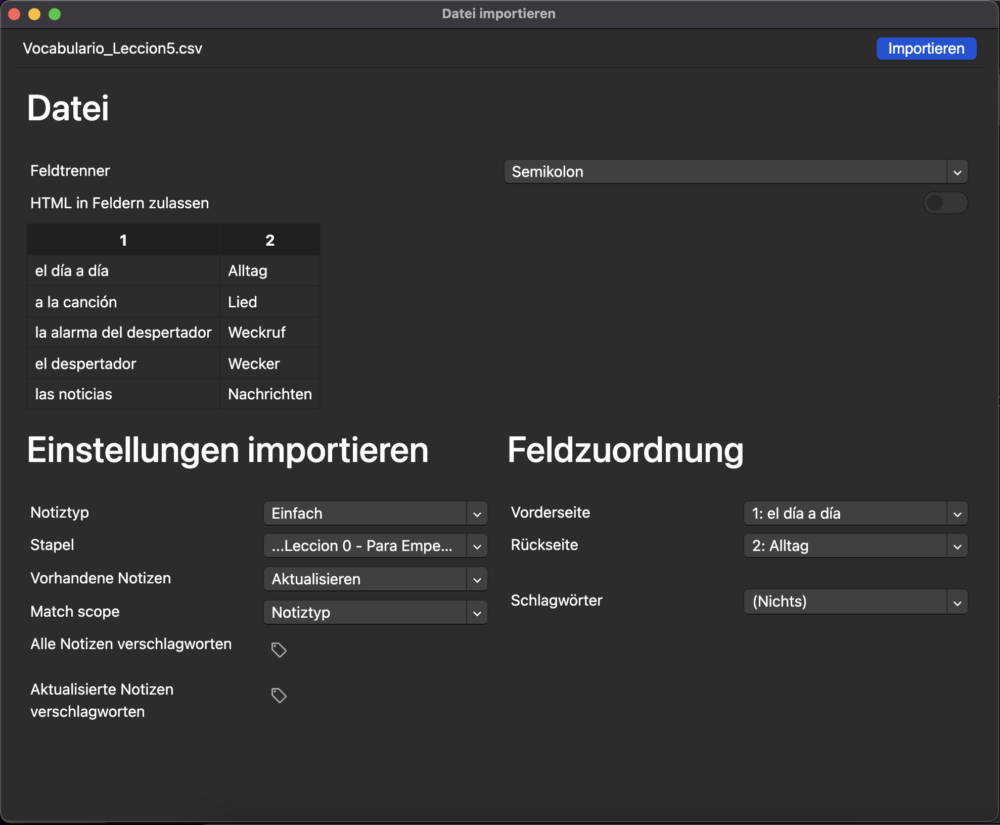 Datei importieren
Vocabulario_Leccion5.csv
Importieren
Datei
Feldtrenner
Semikolon
HTML in Feldern zulassen
1 2
el día a día Alltag
a la canción Lied
la alarma del despertador Weckruf
el despertador Wecker
las noticias Nachrichten
Einstellungen importieren
Notiztyp Einfach
Stapel ...Leccion 0 - Para Empe...
Vorhandene Notizen Aktualisieren
Match scope Notiztyp
Alle Notizen verschlagworten
Aktualisierte Notizen
verschlagworten
Feldzuordnung
Vorderseite 1: el día a día
Rückseite 2: Alltag
Schlagwörter (Nichts)